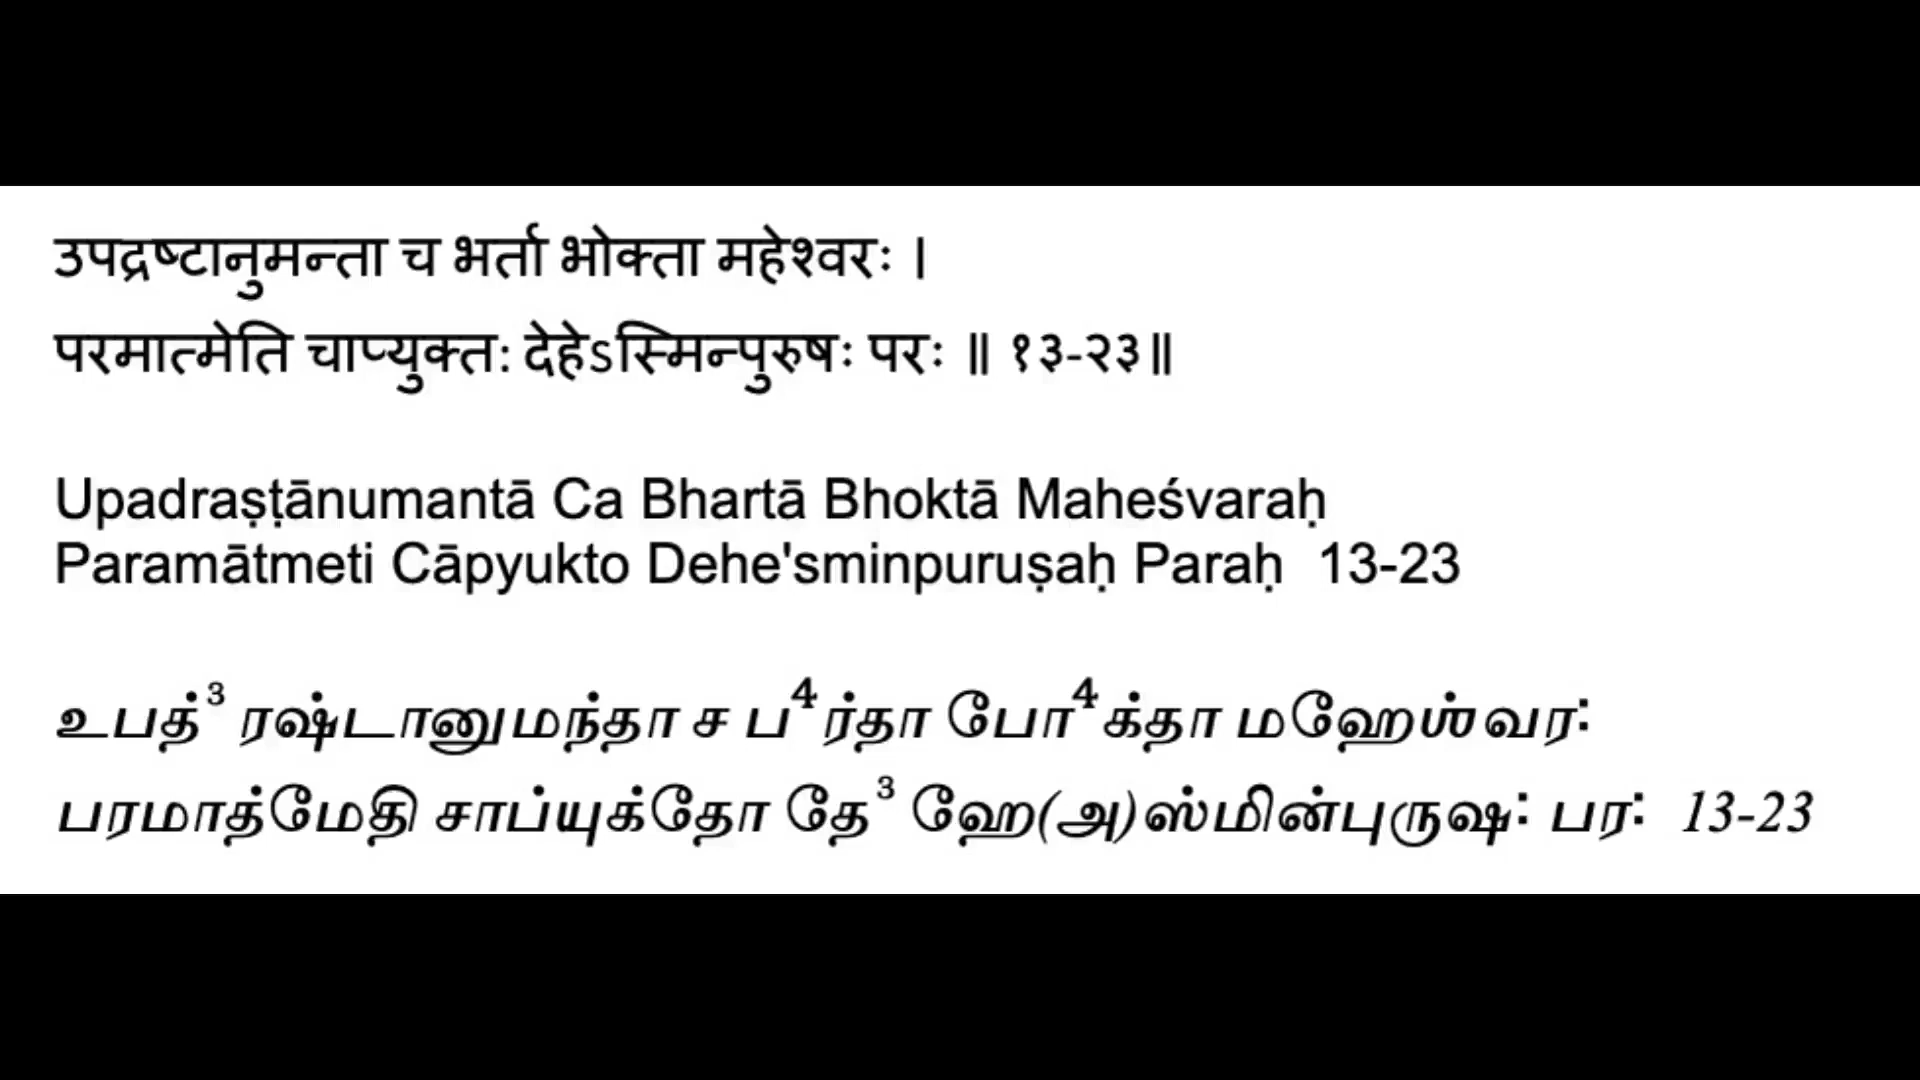 उपद्रष्टानुमन्ता च भर्ता भोक्ता महेश्वरः ।
परमात्मेति चाप्युक्त: देहेऽस्मिन्पुरुषः परः ॥ १३-२३॥
Upadraṣṭānumantā Ca Bhartā Bhoktā Maheśvaraḥ
Paramātmeti Cāpyukto Dehe'sminpuruṣaḥ Paraḥ 13-23
உபத்³ ரஷ்டானுமந்தா ச ப⁴ர்தா போ⁴க்தா மஹேஶ்வர꞉
பரமாத்மேதி சாப்யுக்தோ தே³ ஹே(அ)ஸ்மின்புருஷ꞉ பர꞉ 13-23